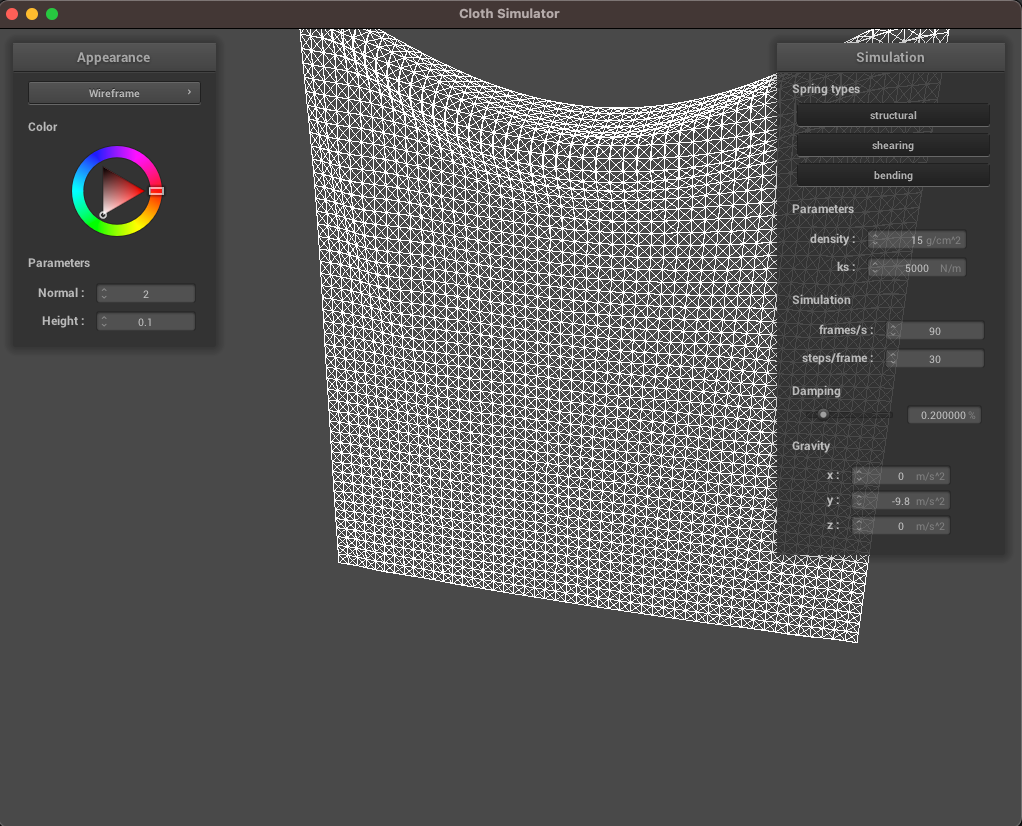 Cloth Simulator
Appearance
Wireframe
Color
Parameters
Normal : 2
Height : 0.1
Simulation
Spring types
structural
shearing
bending
Parameters
density : 15 g/cm^2
ks : 5000 N/m
Simulation
frames/s : 90
steps/frame : 30
Damping
0.200000 %
Gravity
x : 0 m/s^2
y : -9.8 m/s^2
z : 0 m/s^2